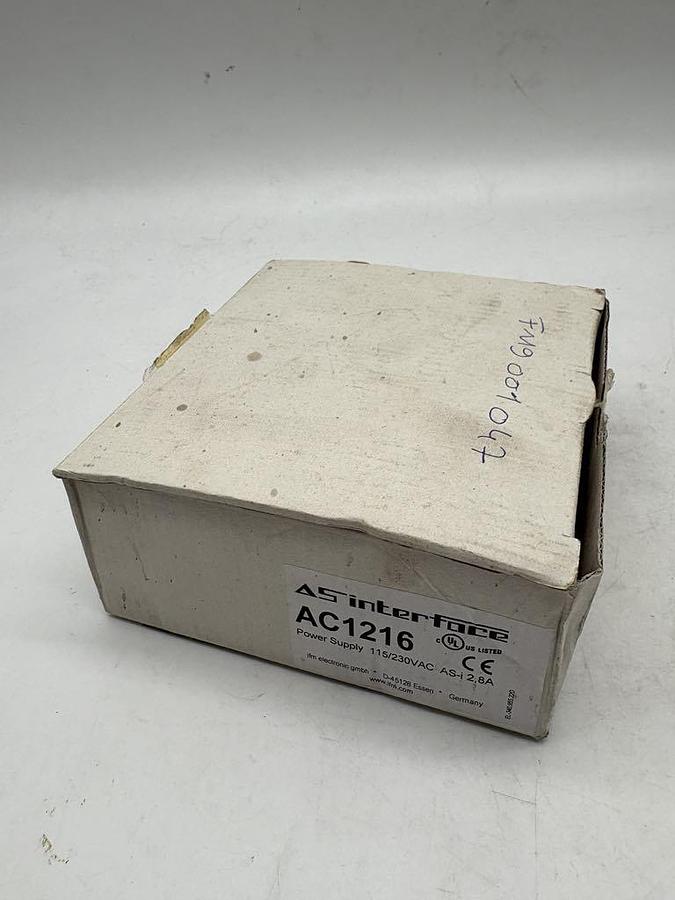 FN9001047
AS interface
AC1216
C UL US LISTED
CE
Power Supply 115/230VAC AS-i 2,8A
ifm electronic gmbh * D-45128 Essen * Germany
www.ifm.com